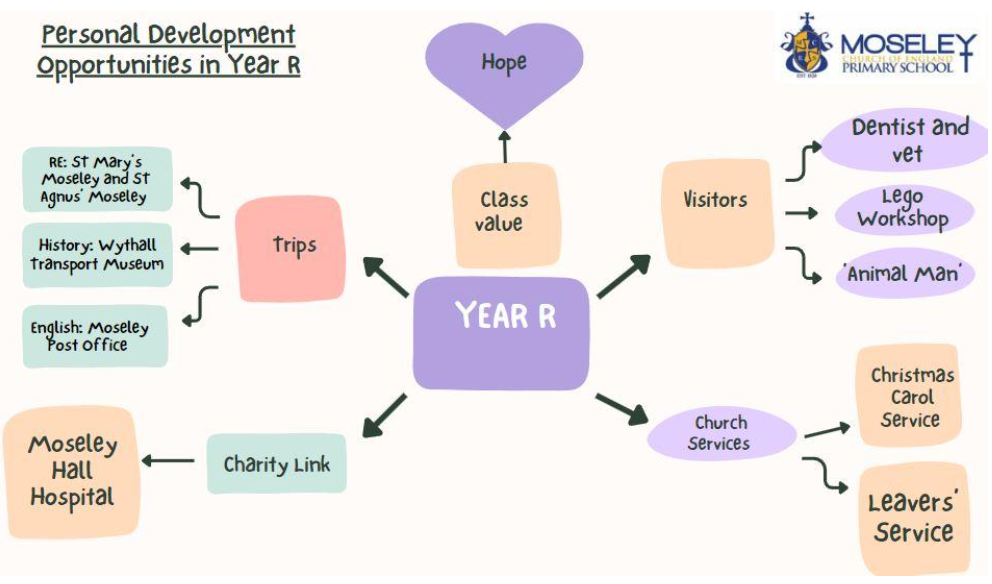 Personal Development
Opportunities in Year R
Hope
MOSELEY
CHURCH OF ENGLAND
PRIMARY SCHOOL
Dentist and
vet
RE: ST Mary's
Moseley and ST
Agnus' Moseley
Class
value
Visitors
Lego
Workshop
Trips
History: Wythall
Transport Museum
'Animal Man'
YEAR R
English: Moseley
Post Office
Christmas
Carol
Service
Church
Services
Moseley
Hall
Hospital
Charity Link
Leavers'
Service